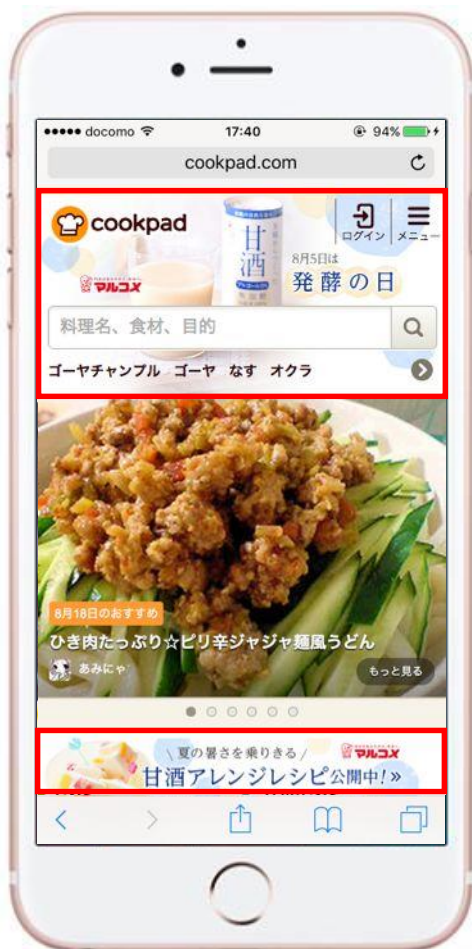 ●●●●● docomo 17:40 94%
cookpad.com
cookpad
ログイン
メニュー
甘酒
8月5日は
発酵の日
マルコメ
料理名、食材、目的
ゴーヤチャンプル ゴーヤ なす オクラ
8月18日のおすすめ
ひき肉たっぷり☆ピリ辛ジャジャ麺風うどん
あみにゃ
もっと見る
\ 夏の暑さを乗りきる /
マルコメ
甘酒アレンジレシピ公開中!»